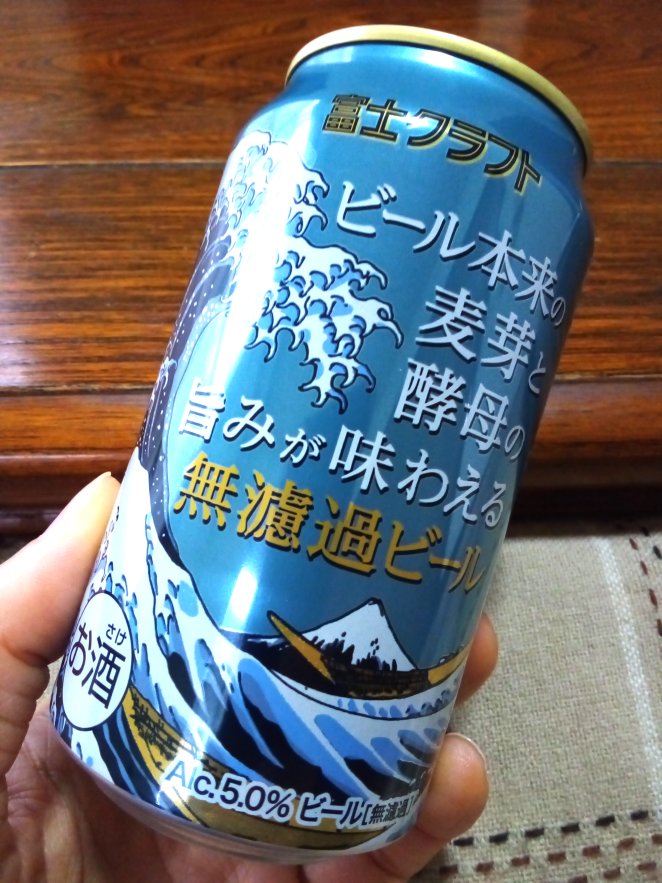 富士クラフト
ビール本来の
麦芽と
酵母の
旨みが味わえる
無濾過ビール
さけ
お酒
Alc.5.0% ビール[無濾過]